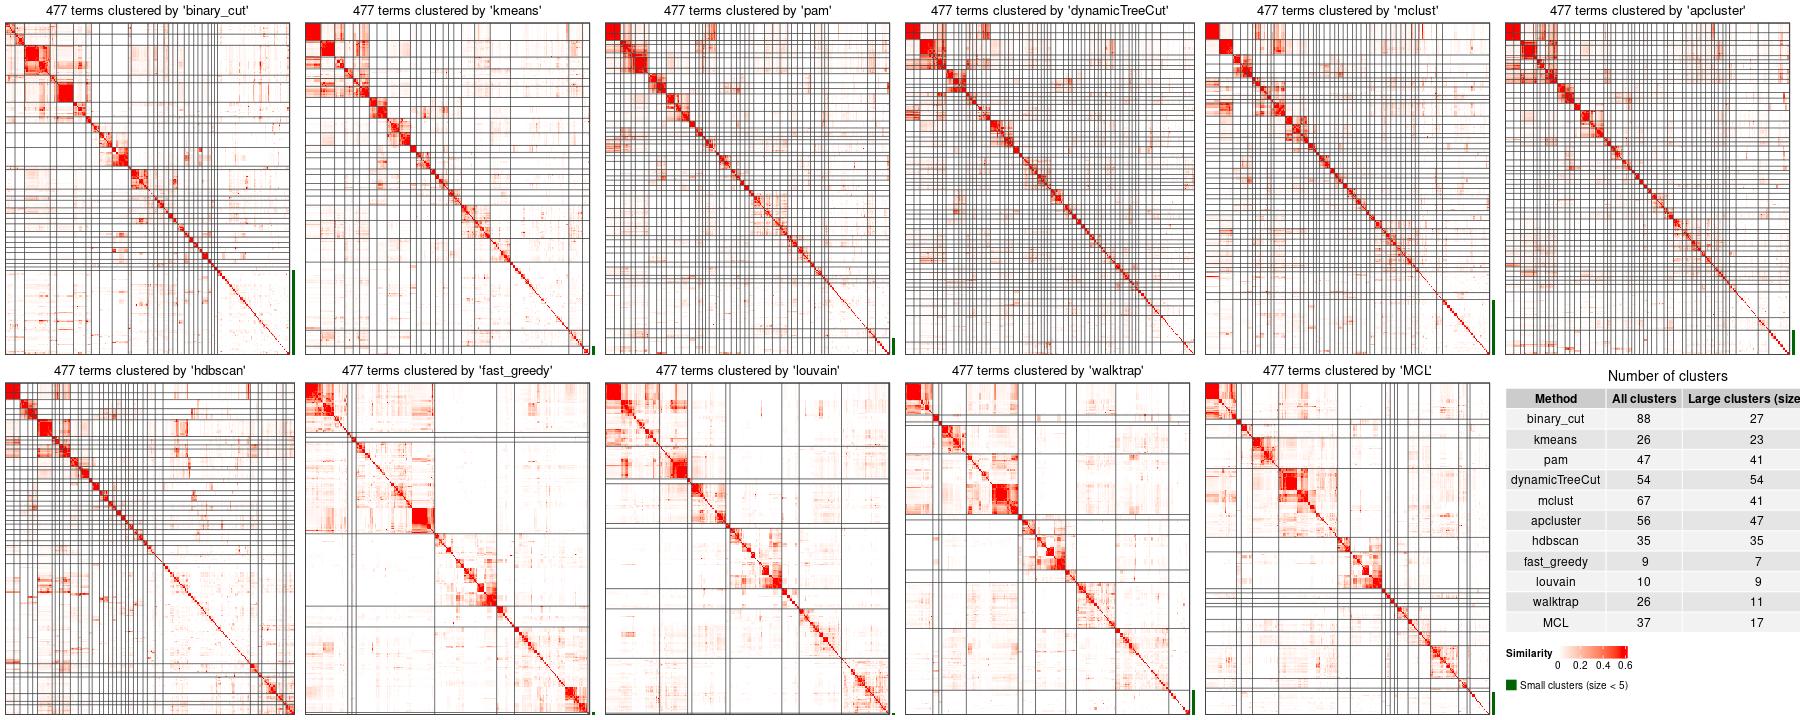 477 terms clustered by 'binary_cut'
477 terms clustered by 'kmeans'
477 terms clustered by 'pam'
477 terms clustered by 'dynamicTreeCut'
477 terms clustered by 'mclust'
477 terms clustered by 'apcluster'
477 terms clustered by 'hdbscan'
477 terms clustered by 'fast_greedy'
477 terms clustered by 'louvain'
477 terms clustered by 'walktrap'
477 terms clustered by 'MCL'
Number of clusters
Method All clusters Large clusters (size
binary_cut 88 27
kmeans 26 23
pam 47 41
dynamicTreeCut 54 54
mclust 67 41
apcluster 56 47
hdbscan 35 35
fast_greedy 9 7
louvain 10 9
walktrap 26 11
MCL 37 17
Similarity
0 0.2 0.4 0.6
Small clusters (size < 5)